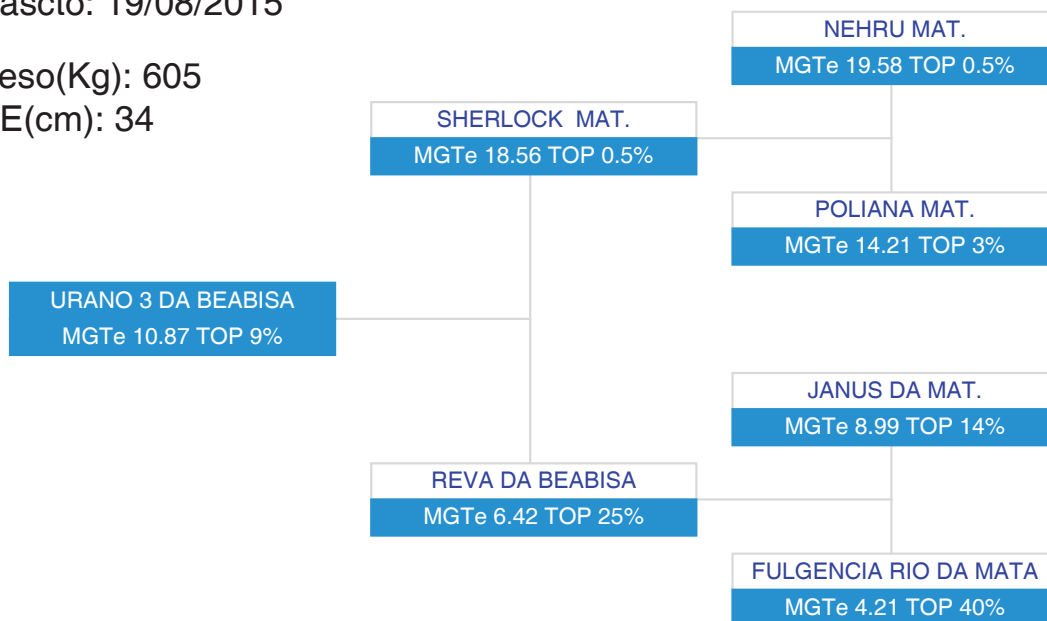 ascto: 19/08/2015
eso(Kg): 605
E(cm): 34
NEHRU MAT.
MGTe 19.58 TOP 0.5%
SHERLOCK MAT.
MGTe 18.56 TOP 0.5%
POLIANA MAT.
MGTe 14.21 TOP 3%
URANO 3 DA BEABISA
MGTe 10.87 TOP 9%
JANUS DA MAT.
MGTe 8.99 TOP 14%
REVA DA BEABISA
MGTe 6.42 TOP 25%
FULGENCIA RIO DA MATA
MGTe 4.21 TOP 40%